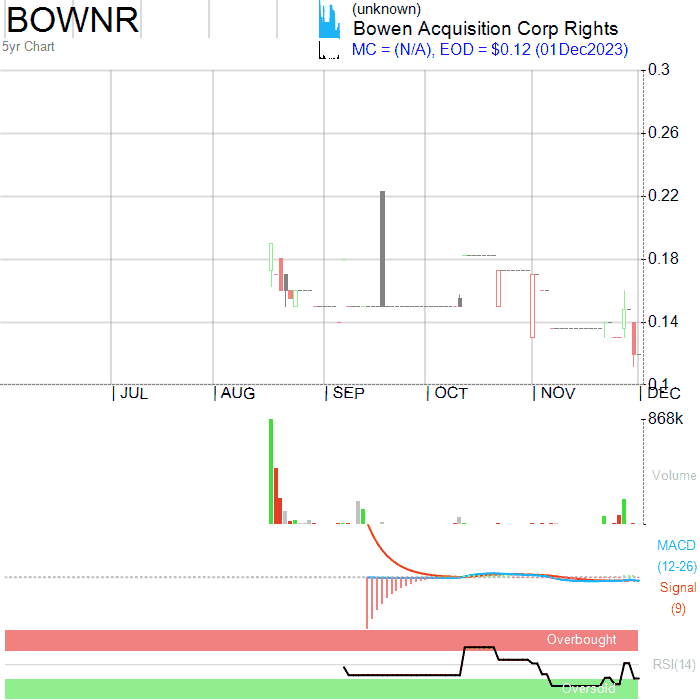 BOWNR
5yr Chart
(unknown)
Bowen Acquisition Corp Rights
MC = (N/A), EOD = $0.12 (01Dec2023)
0.3
0.26
0.22
0.18
0.14
0.1
JUL AUG SEP OCT NOV DEC
868k
Volume
MACD
(12-26)
Signal
(9)
Overbought
RSI(14)
Oversold